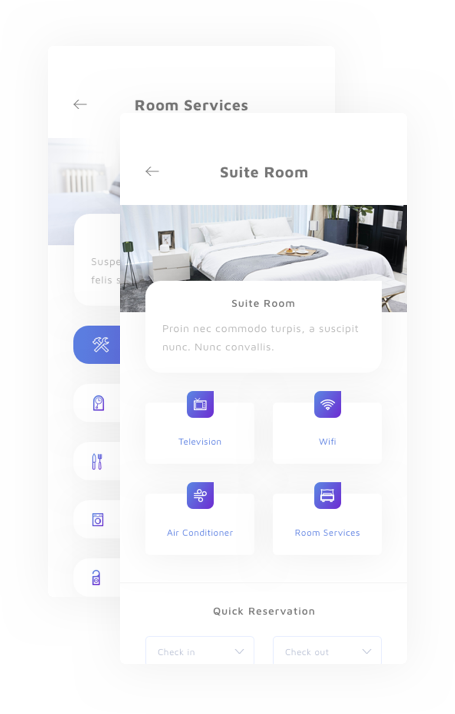 Room Services
Suspe
felis s
Suite Room
Suite Room
Proin nec commodo turpis, a suscipit
nunc. Nunc convallis.
Television
Wifi
Air Conditioner
Room Services
Quick Reservation
Check in
Check out